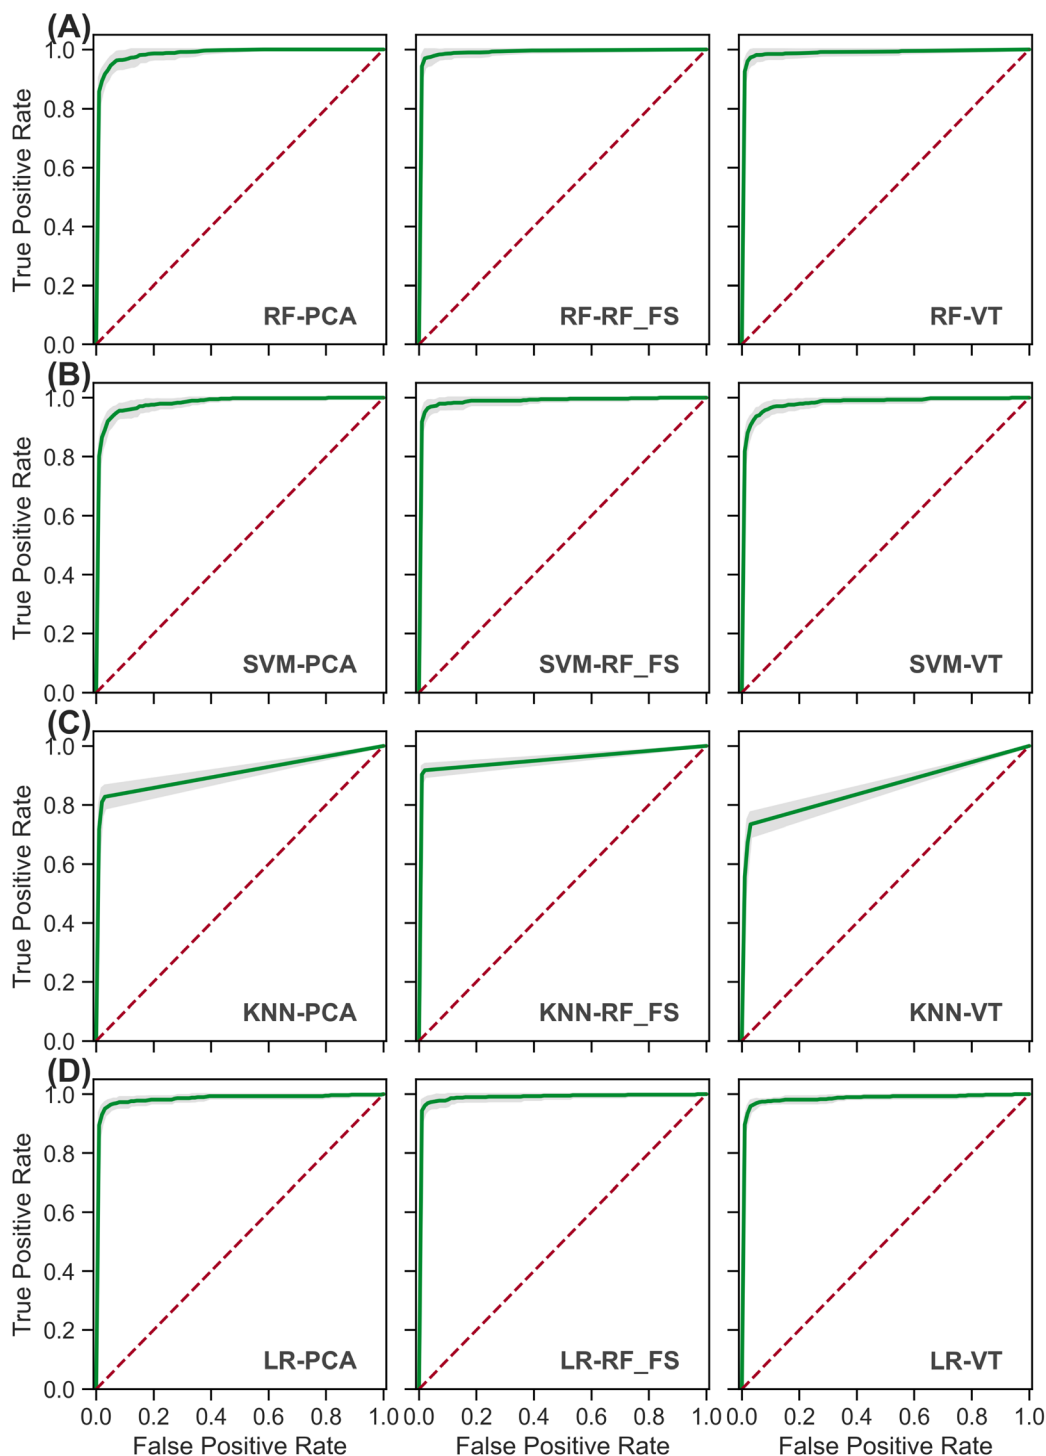 (A)
True Positive Rate
1.0
0.8
0.6
0.4
0.2
0.0
RF-PCA
RF-RF_FS
RF-VT
(B)
True Positive Rate
1.0
0.8
0.6
0.4
0.2
0.0
SVM-PCA
SVM-RF_FS
SVM-VT
(C)
True Positive Rate
1.0
0.8
0.6
0.4
0.2
0.0
KNN-PCA
KNN-RF_FS
KNN-VT
(D)
True Positive Rate
1.0
0.8
0.6
0.4
0.2
0.0
LR-PCA
LR-RF_FS
LR-VT
0.0 0.2 0.4 0.6 0.8 1.0
0.0 0.2 0.4 0.6 0.8 1.0
0.0 0.2 0.4 0.6 0.8 1.0
False Positive Rate
False Positive Rate
False Positive Rate